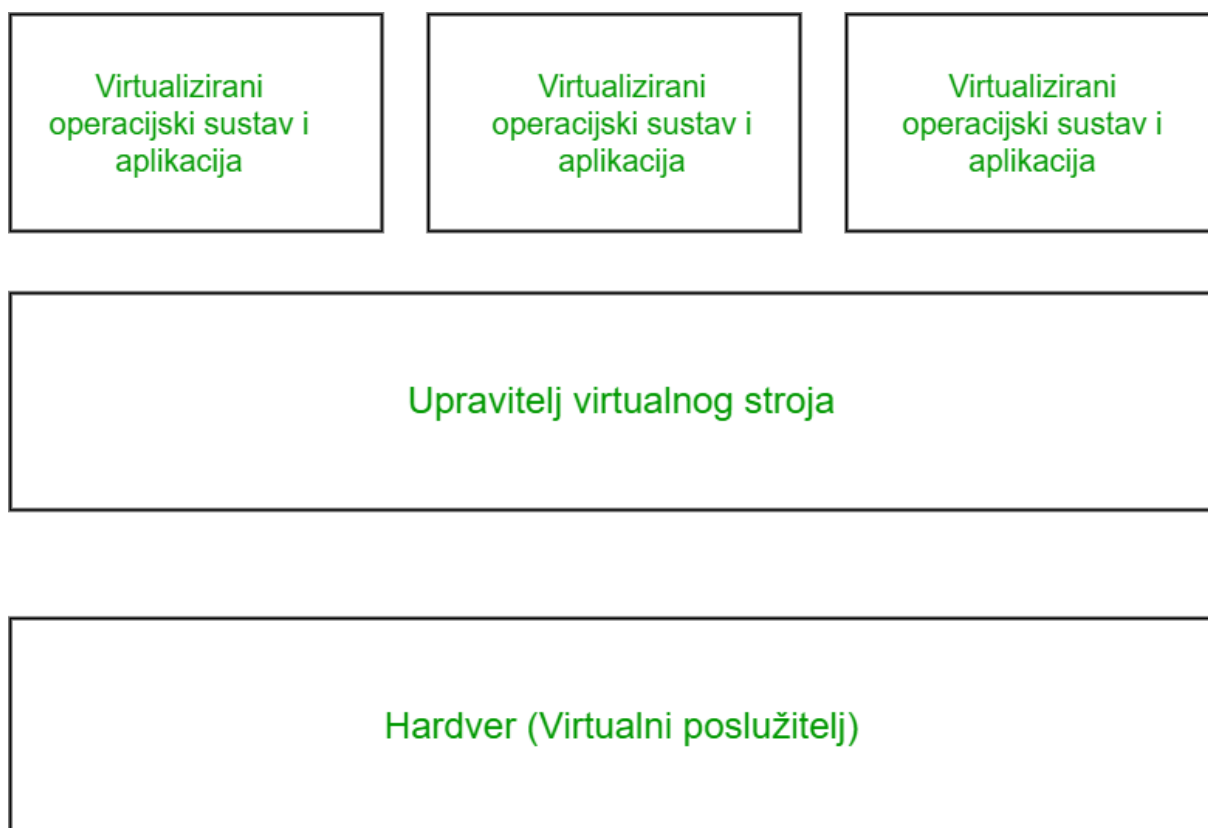 Virtualizirani
operacijski sustav i
aplikacija
Virtualizirani
operacijski sustav i
aplikacija
Virtualizirani
operacijski sustav i
aplikacija
Upravitelj virtualnog stroja
Hardver (Virtualni poslužitelj)